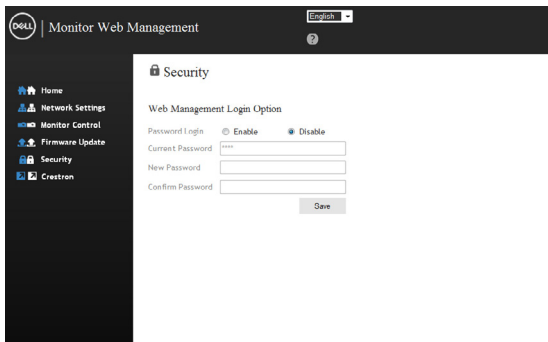 DELL | Monitor Web Management
English
?
Home
Network Settings
Monitor Control
Firmware Update
Security
Crestron
Security
Web Management Login Option
Password Login Enable Disable
Current Password ****
New Password
Confirm Password
Save